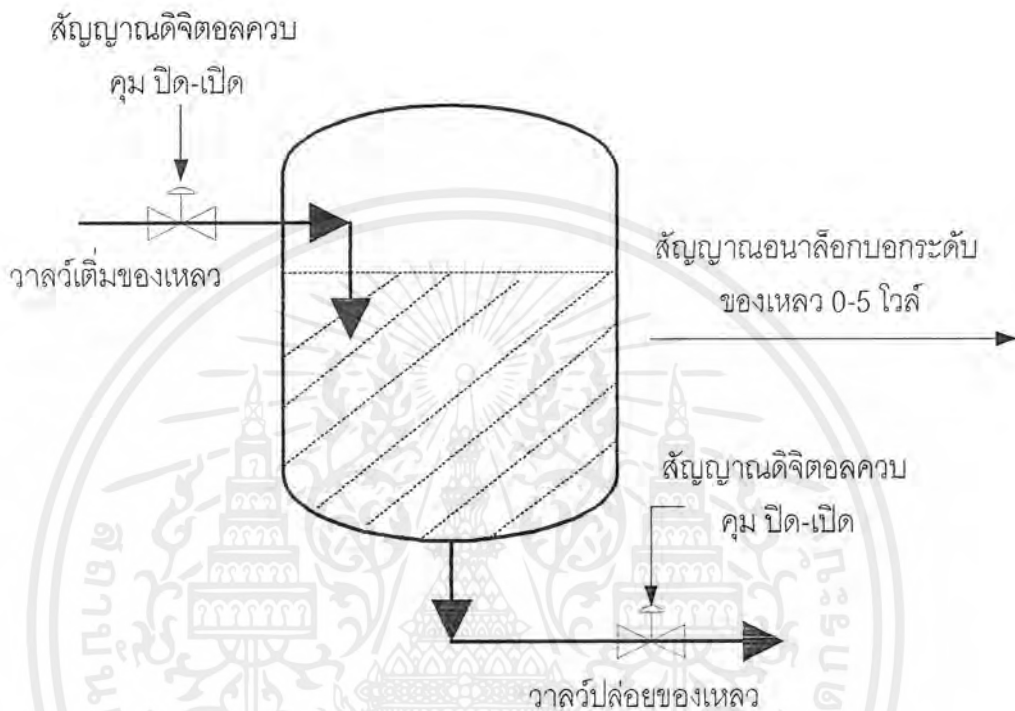 สัญญาณดิจิตอลควบ
คุม ปิด-เปิด
วาลว์เติ่มของเหลว
สัญญาณอนาล็อกบอกระดับ
ของเหลว 0-5 โวล์
สัญญาณดิจิตอลควบ
คุม ปิด-เปิด
วาลว์ปล่อยของเหลว